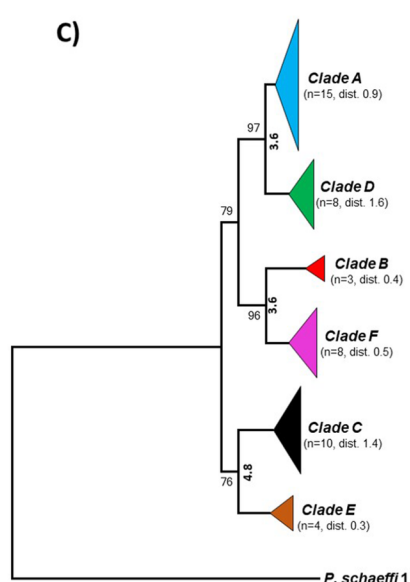 C)
Clade A
(n=15, dist. 0.9)
97
3.6
Clade D
(n=8, dist. 1.6)
79
Clade B
(n=3, dist. 0.4)
3.6
96
Clade F
(n=8, dist. 0.5)
Clade C
(n=10, dist. 1.4)
4.8
76
Clade E
(n=4, dist. 0.3)
P. schaeffi 1